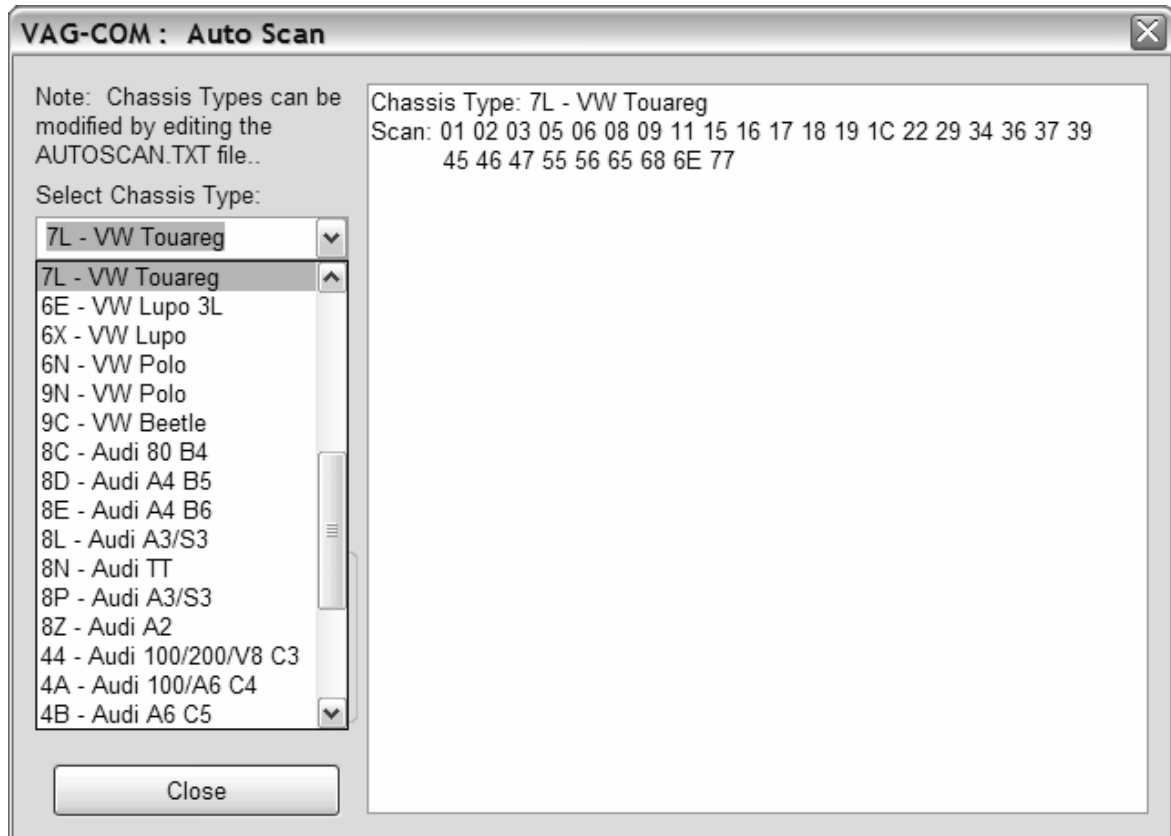 VAG-COM : Auto Scan
Note: Chassis Types can be
modified by editing the
AUTOSCAN.TXT file..
Select Chassis Type:
7L - VW Touareg
7L - VW Touareg
6E - VW Lupo 3L
6X - VW Lupo
6N - VW Polo
9N - VW Polo
9C - VW Beetle
8C - Audi 80 B4
8D - Audi A4 B5
8E - Audi A4 B6
8L - Audi A3/S3
8N - Audi TT
8P - Audi A3/S3
8Z - Audi A2
44 - Audi 100/200/V8 C3
4A - Audi 100/A6 C4
4B - Audi A6 C5
Close
Chassis Type: 7L - VW Touareg
Scan: 01 02 03 05 06 08 09 11 15 16 17 18 19 1C 22 29 34 36 37 39
45 46 47 55 56 65 68 6E 77